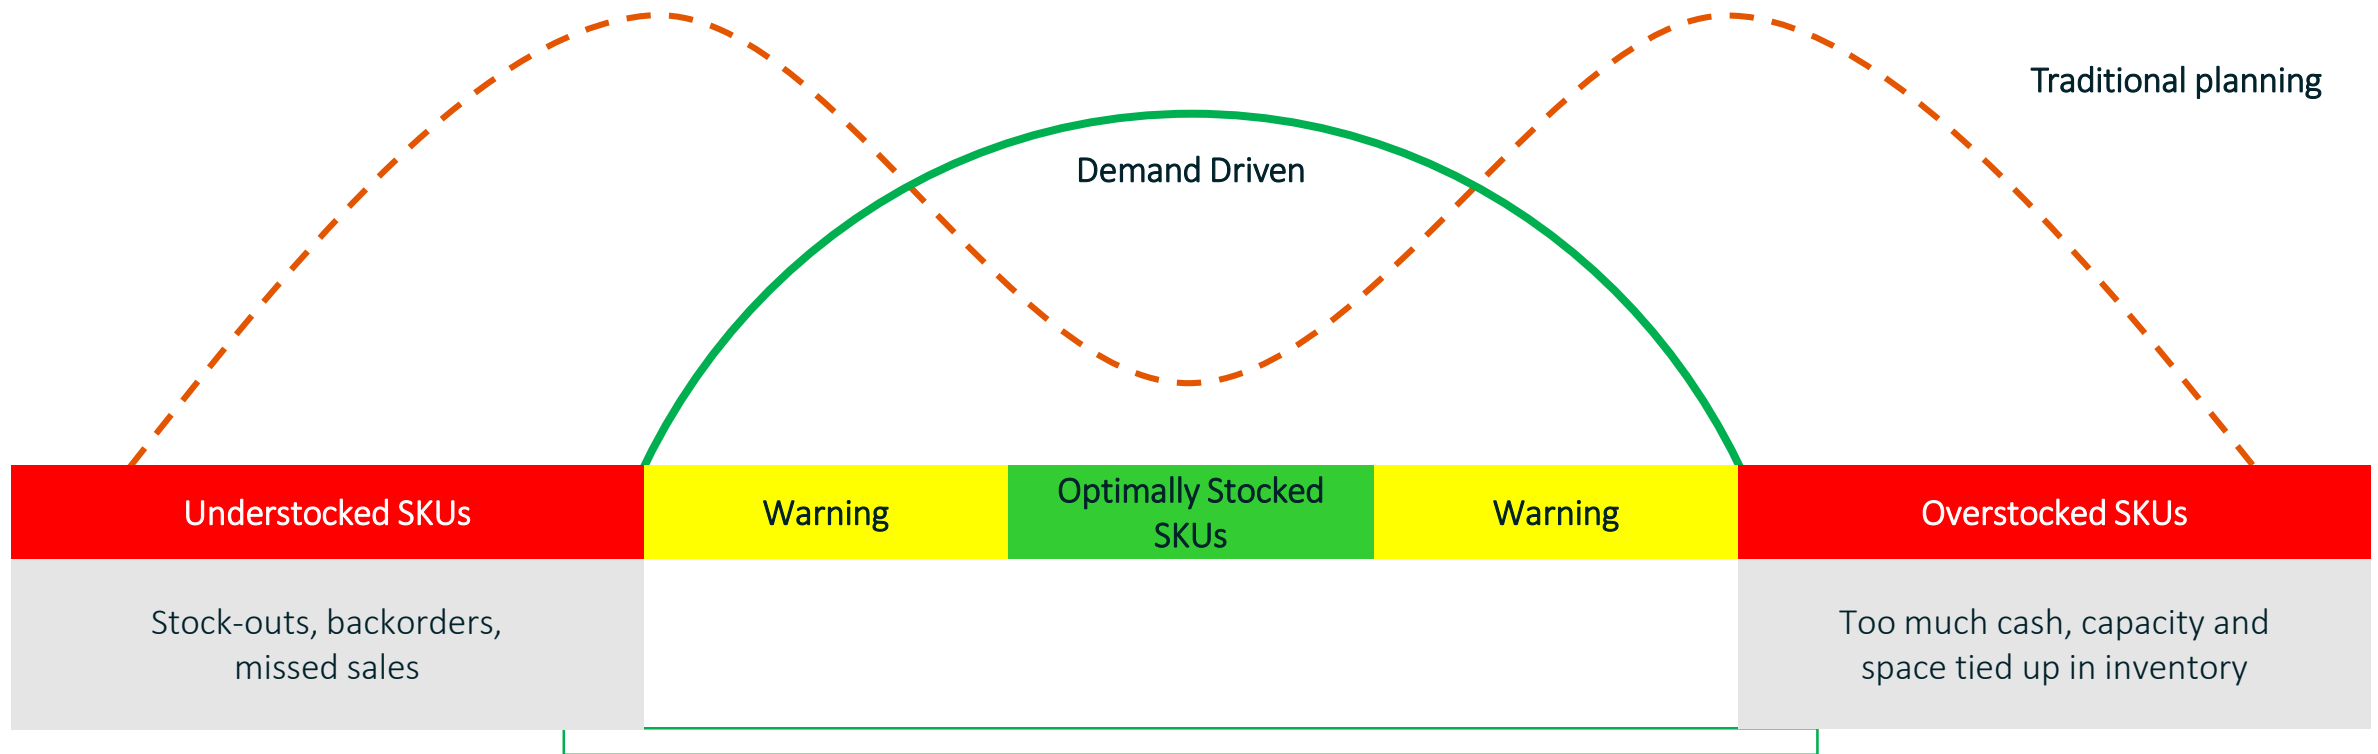 Traditional planning
Demand Driven
Understocked SKUs
Warning
Optimally Stocked
SKUs
Warning
Overstocked SKUs
Stock-outs, backorders,
missed sales
Too much cash, capacity and
space tied up in inventory